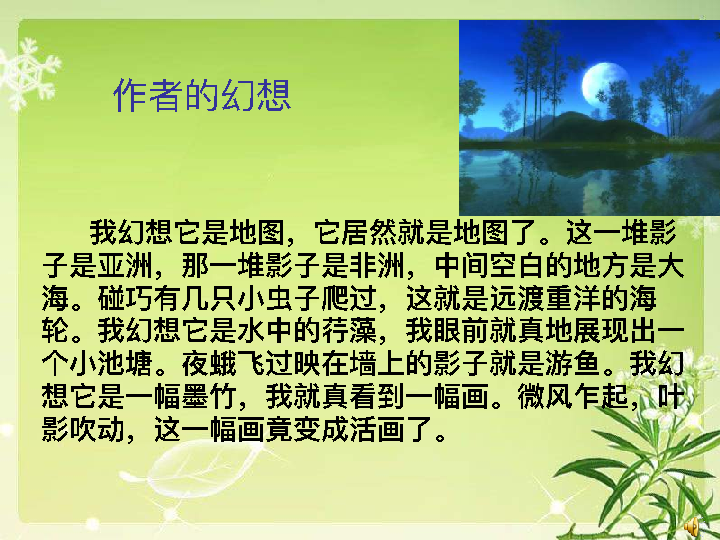 作者的幻想
我幻想它是地图，它居然就是地图了。这一堆影
子是亚洲，那一堆影子是非洲，中间空白的地方是大
海。碰巧有几只小虫子爬过，这就是远渡重洋的海
轮。我幻想它是水中的荇藻，我眼前就真地展现出一
个小池塘。夜蛾飞过映在墙上的影子就是游鱼。我幻
想它是一幅墨竹，我就真看到一幅画。微风乍起，叶
影吹动，这一幅画竟变成活画了。